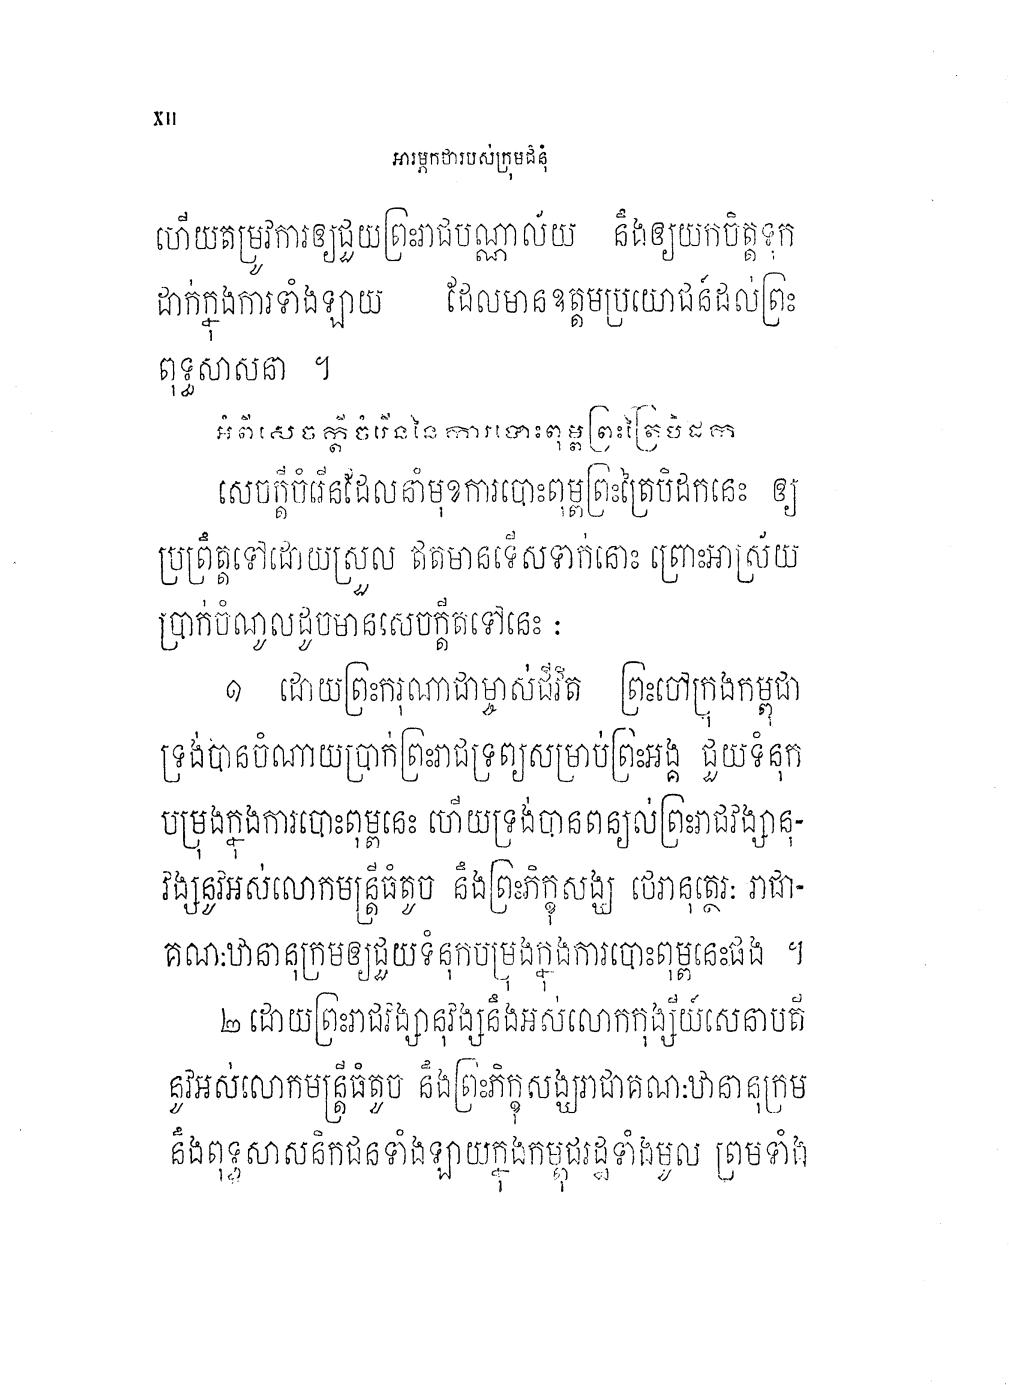 XII
អារម្ភកថារបស់ក្រុមជំនុំ
ហើយតម្រូវការឲ្យជួយព្រះរាជបណ្ណាល័យ នឹងឲ្យយកចិត្តទុក
ដាក់ក្នុងការទាំងឡាយ ដែលមានឧត្តមប្រយោជន៍ដល់ព្រះ
ពុទ្ធសាសនា ។
អំពីសេចក្តីចំរើននៃការបោះពុម្ពព្រះត្រៃបិដក
សេចក្តីចំរើនដែលនាំមុខការបោះពុម្ពព្រះត្រៃបិដកនេះ ឲ្យ
ប្រព្រឹត្តទៅដោយស្រួល ឥតមានទើសទាក់នោះ ព្រោះអាស្រ័យ
ប្រាក់ចំណូលដូចមានសេចក្តីតទៅនេះ :
១ ដោយព្រះករុណាជាម្ចាស់ជីវិត ព្រះចៅក្រុងកម្ពុជា
ទ្រង់បានចំណាយប្រាក់ព្រះរាជទ្រព្យសម្រាប់ព្រះអង្គ ជួយទំនុក
បម្រុងក្នុងការបោះពុម្ពនេះ ហើយទ្រង់បានពន្យល់ព្រះរាជវង្សានុ-
វង្សនូវអស់លោកមន្ត្រីធំតូច នឹងព្រះភិក្ខុសង្ឃ ថេរានុត្ថេរៈ រាជា-
គណៈឋានានុក្រមឲ្យជួយទំនុកបម្រុងក្នុងការបោះពុម្ពនេះផង ។
២ ដោយព្រះរាជវង្សានុវង្សនឹងអស់លោកកុង្ស៊ីយ៍សេនាបតី
នូវអស់លោកមន្ត្រីធំតូច នឹងព្រះភិក្ខុសង្ឃរាជាគណៈឋានានុក្រម
នឹងពុទ្ធសាសនិកជនទាំងឡាយក្នុងកម្ពុជរដ្ឋទាំងមូល ព្រមទាំង